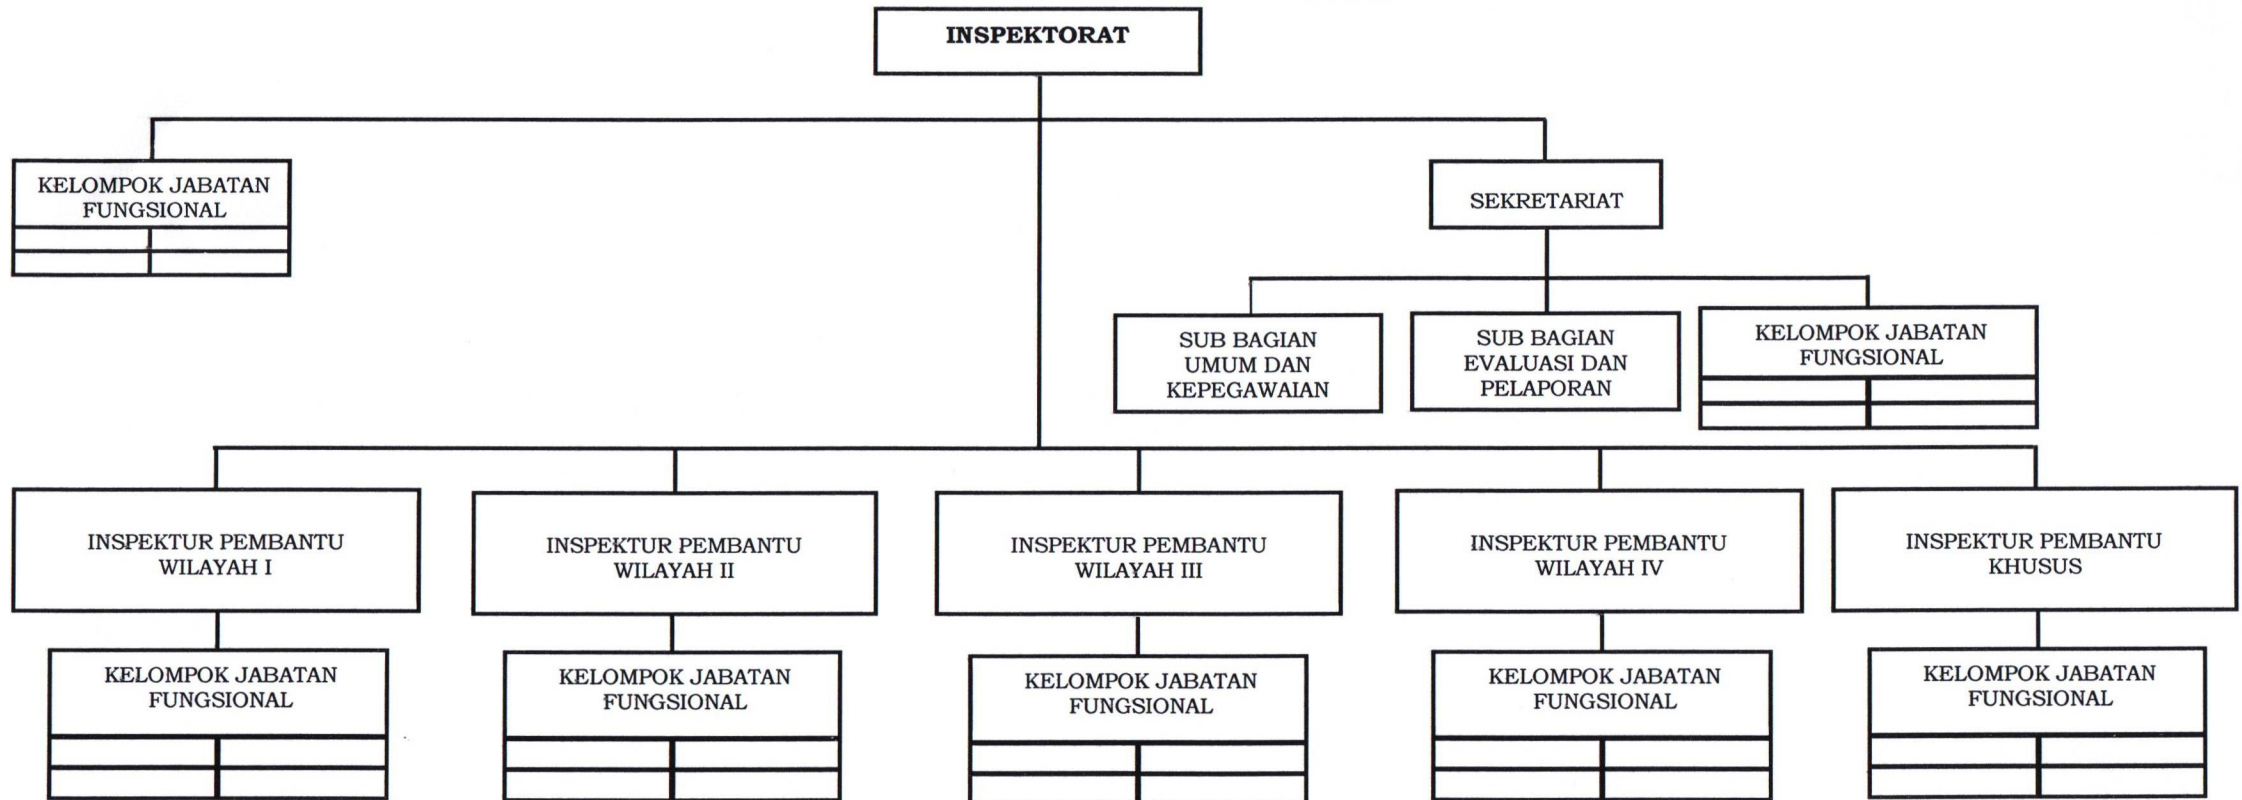 INSPEKTORAT
KELOMPOK JABATAN
FUNGSIONAL
SEKRETARIAT
SUB BAGIAN
UMUM DAN
KEPEGAWAIAN
SUB BAGIAN
EVALUASI DAN
PELAPORAN
KELOMPOK JABATAN
FUNGSIONAL
INSPEKTUR PEMBANTU
WILAYAH I
INSPEKTUR PEMBANTU
WILAYAH II
INSPEKTUR PEMBANTU
WILAYAH III
INSPEKTUR PEMBANTU
WILAYAH IV
INSPEKTUR PEMBANTU
KHUSUS
KELOMPOK JABATAN
FUNGSIONAL
KELOMPOK JABATAN
FUNGSIONAL
KELOMPOK JABATAN
FUNGSIONAL
KELOMPOK JABATAN
FUNGSIONAL
KELOMPOK JABATAN
FUNGSIONAL